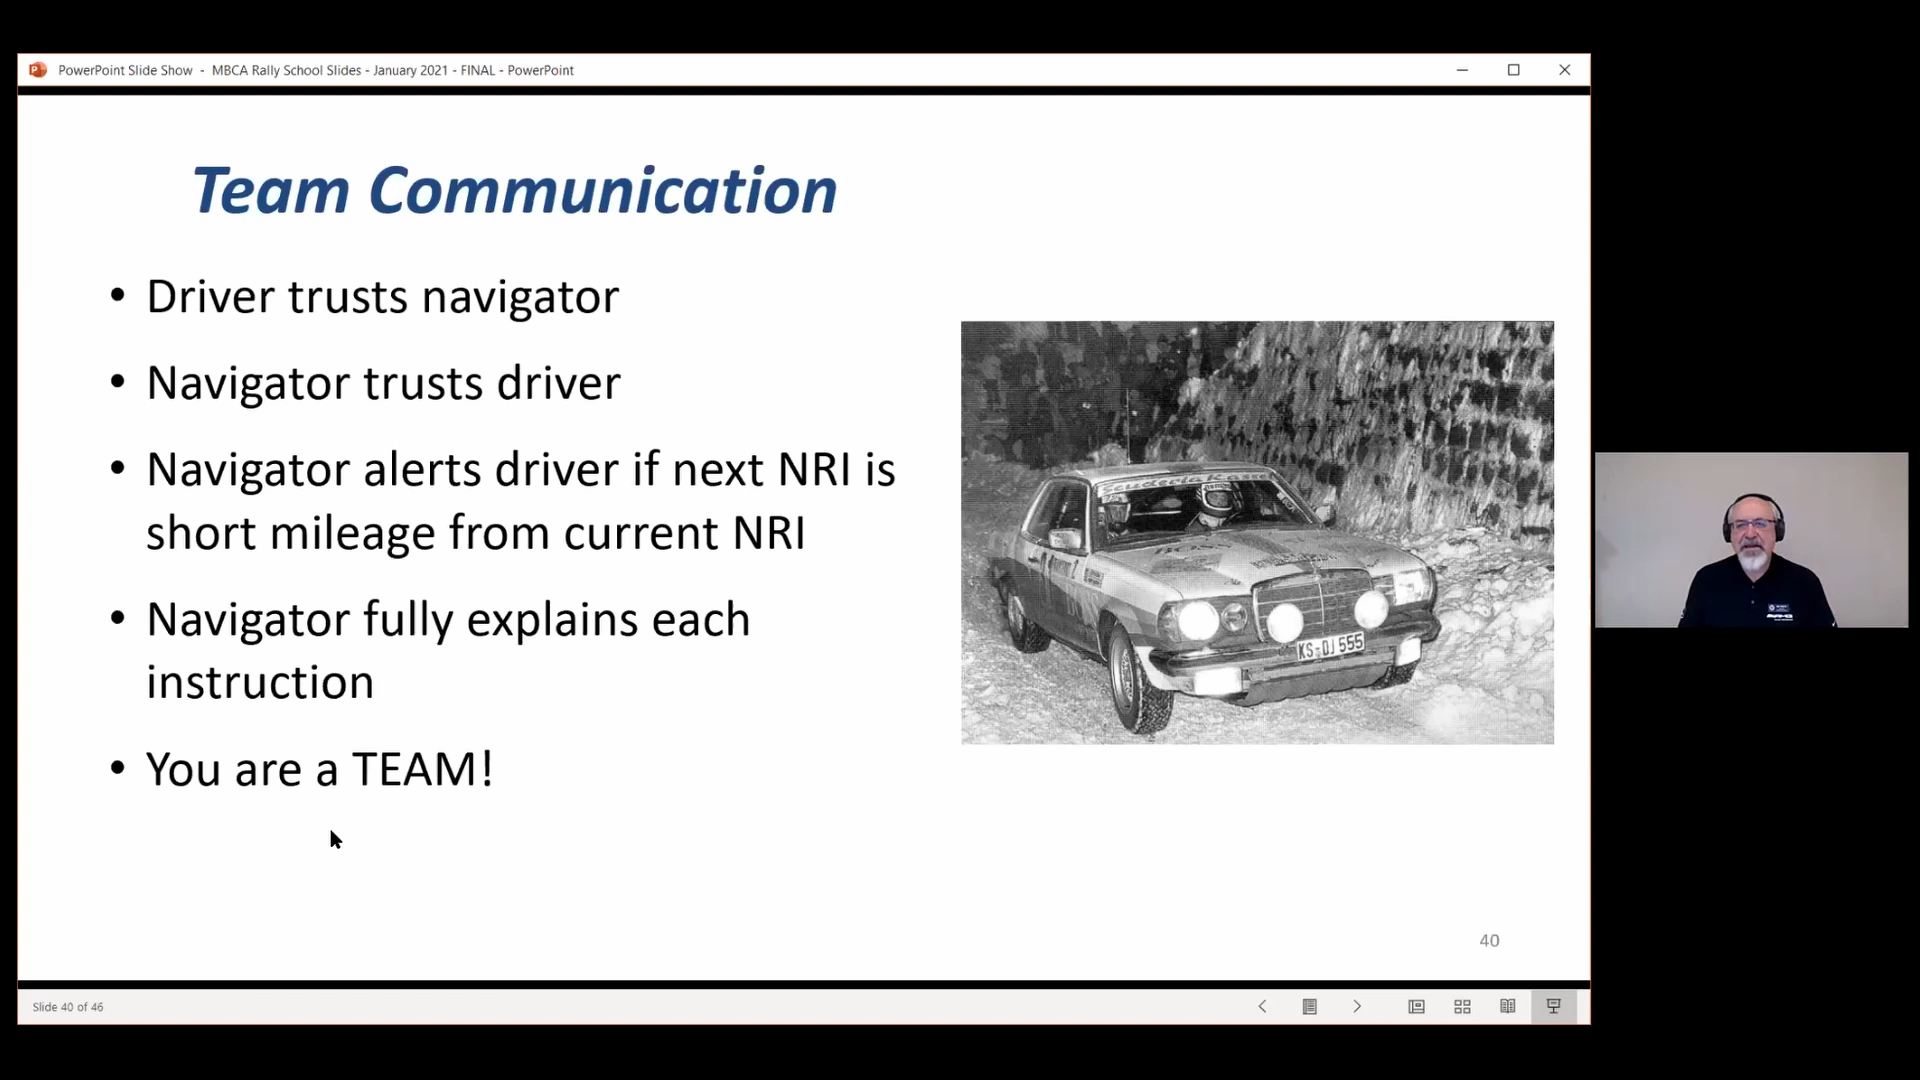 PowerPoint Slide Show - MBCA Rally School Slides - January 2021 - FINAL - PowerPoint
Team Communication
• Driver trusts navigator
• Navigator trusts driver
• Navigator alerts driver if next NRI is
short mileage from current NRI
• Navigator fully explains each
instruction
• You are a TEAM!
KS-DJ 555
40
Slide 40 of 46